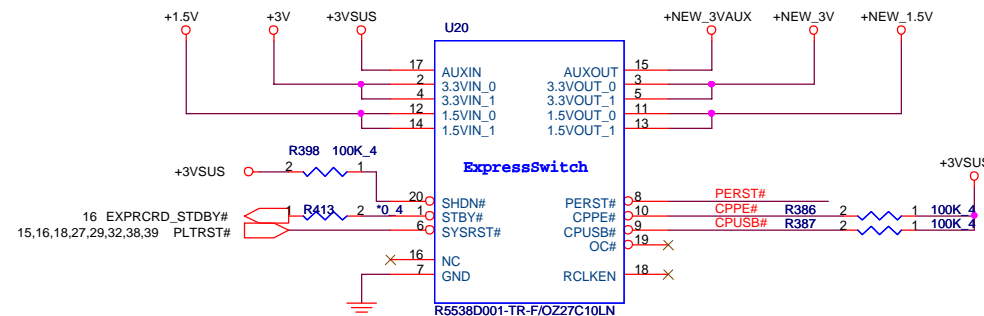 +1.5V +3V +3VSUS U20 +NEW_3VAUX +NEW_3V +NEW_1.5V
17 AUXIN AUXOUT 15
2 3.3VIN_0 3.3VOUT_0 3
4 3.3VIN_1 3.3VOUT_1 5
12 1.5VIN_0 1.5VOUT_0 11
14 1.5VIN_1 1.5VOUT_1 13
R398 100K_4
ExpressSwitch
+3VSUS 2 1 +3VSUS
20 SHDN# PERST# 8 PERST#
16 EXPRCRD_STDBY# 1 R413 2 *0_4 1 STBY# CPPE# 10 CPPE# R386 2 1 100K_4
15,16,18,27,29,32,38,39 PLTRST# 6 SYSRST# CPUSB# 9 CPUSB# R387 2 1 100K_4
OC# 19
16 NC
7 GND RCLKEN 18
R5538D001-TR-F/OZ27C10LN